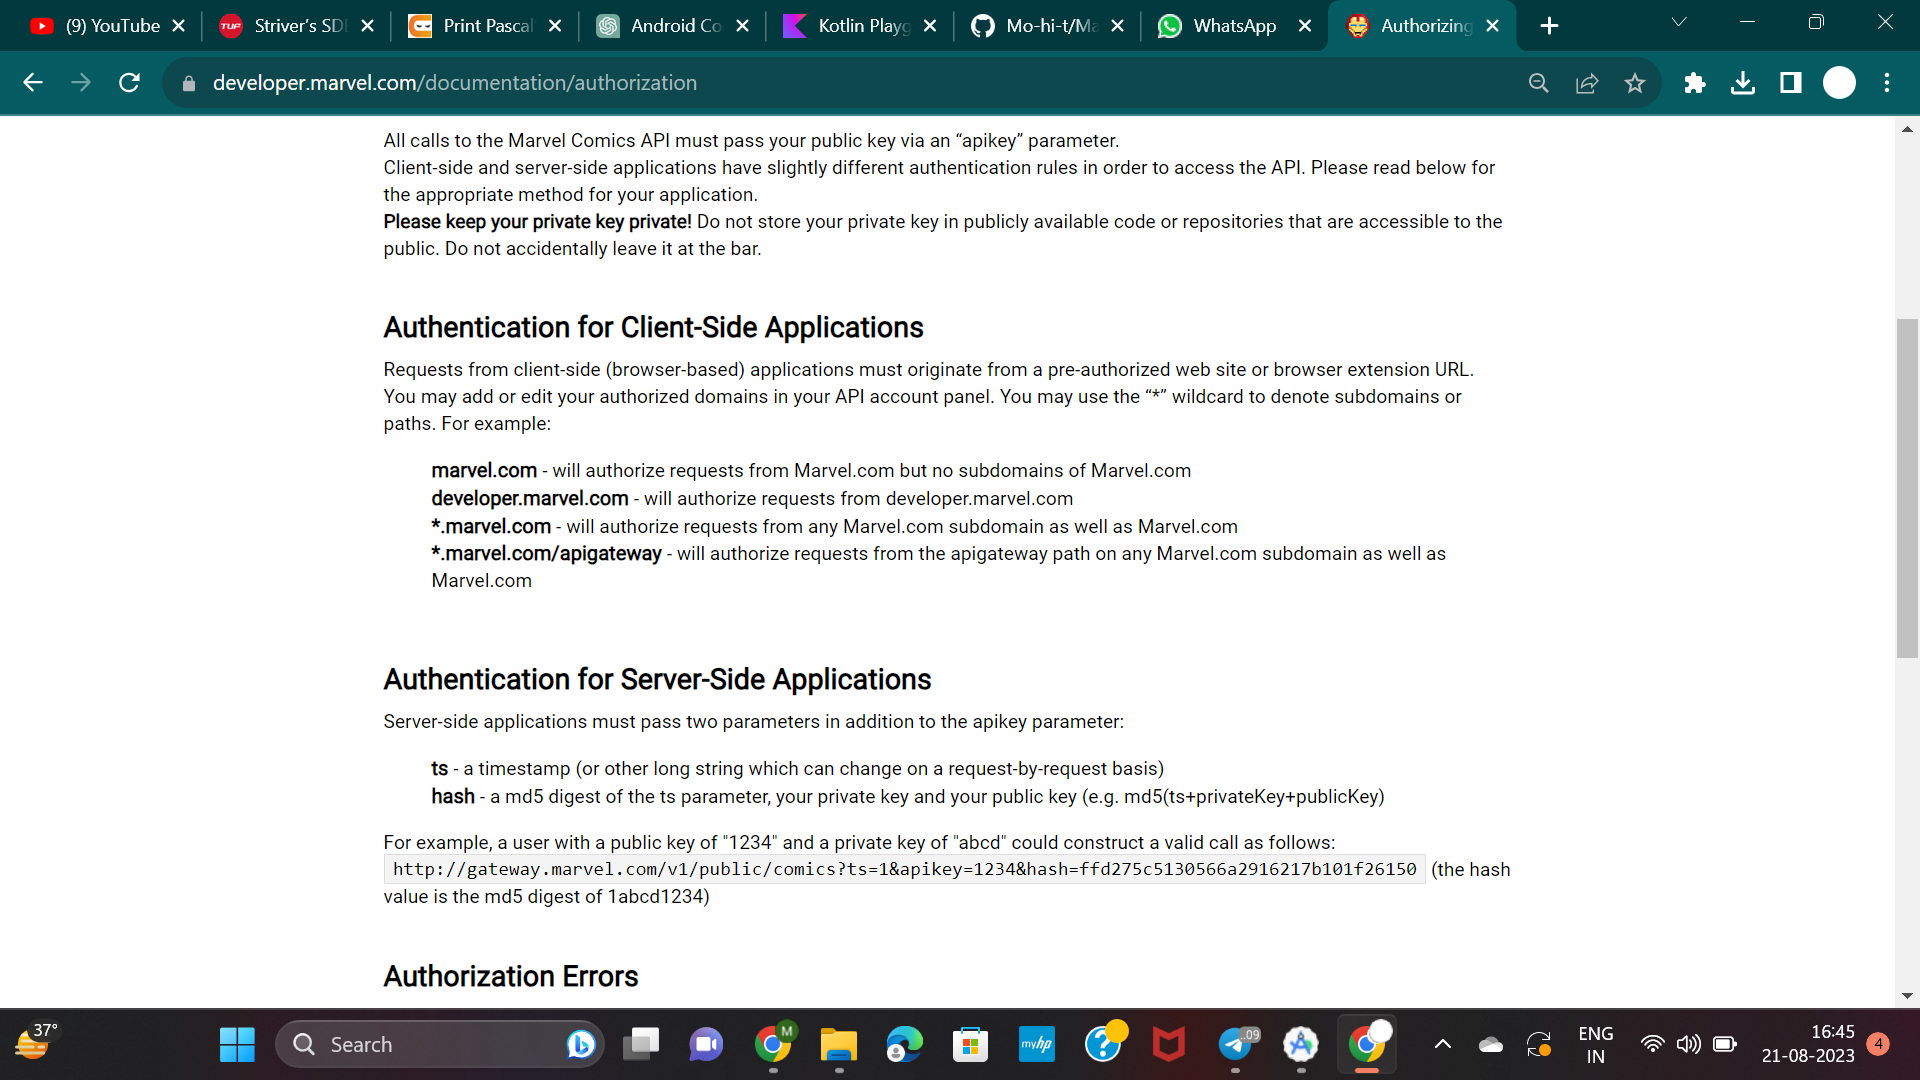 (9) YouTube
Striver's SDE
Print Pascal
Android Co
Kotlin Playg
Mo-hi-t/Ma
WhatsApp
Authorizing
developer.marvel.com/documentation/authorization
All calls to the Marvel Comics API must pass your public key via an “apikey” parameter.
Client-side and server-side applications have slightly different authentication rules in order to access the API. Please read below for
the appropriate method for your application.
Please keep your private key private! Do not store your private key in publicly available code or repositories that are accessible to the
public. Do not accidentally leave it at the bar.
Authentication for Client-Side Applications
Requests from client-side (browser-based) applications must originate from a pre-authorized web site or browser extension URL.
You may add or edit your authorized domains in your API account panel. You may use the “*” wildcard to denote subdomains or
paths. For example:
marvel.com - will authorize requests from Marvel.com but no subdomains of Marvel.com
developer.marvel.com - will authorize requests from developer.marvel.com
*.marvel.com - will authorize requests from any Marvel.com subdomain as well as Marvel.com
*.marvel.com/apigateway - will authorize requests from the apigateway path on any Marvel.com subdomain as well as
Marvel.com
Authentication for Server-Side Applications
Server-side applications must pass two parameters in addition to the apikey parameter:
ts - a timestamp (or other long string which can change on a request-by-request basis)
hash - a md5 digest of the ts parameter, your private key and your public key (e.g. md5(ts+privateKey+publicKey)
For example, a user with a public key of "1234" and a private key of "abcd" could construct a valid call as follows:
http://gateway.marvel.com/v1/public/comics?ts=1&apikey=1234&hash=ffd275c5130566a2916217b101f26150 (the hash
value is the md5 digest of 1abcd1234)
Authorization Errors
37°
Search
M
myhp
..09
ENG
IN
16:45
21-08-2023
4